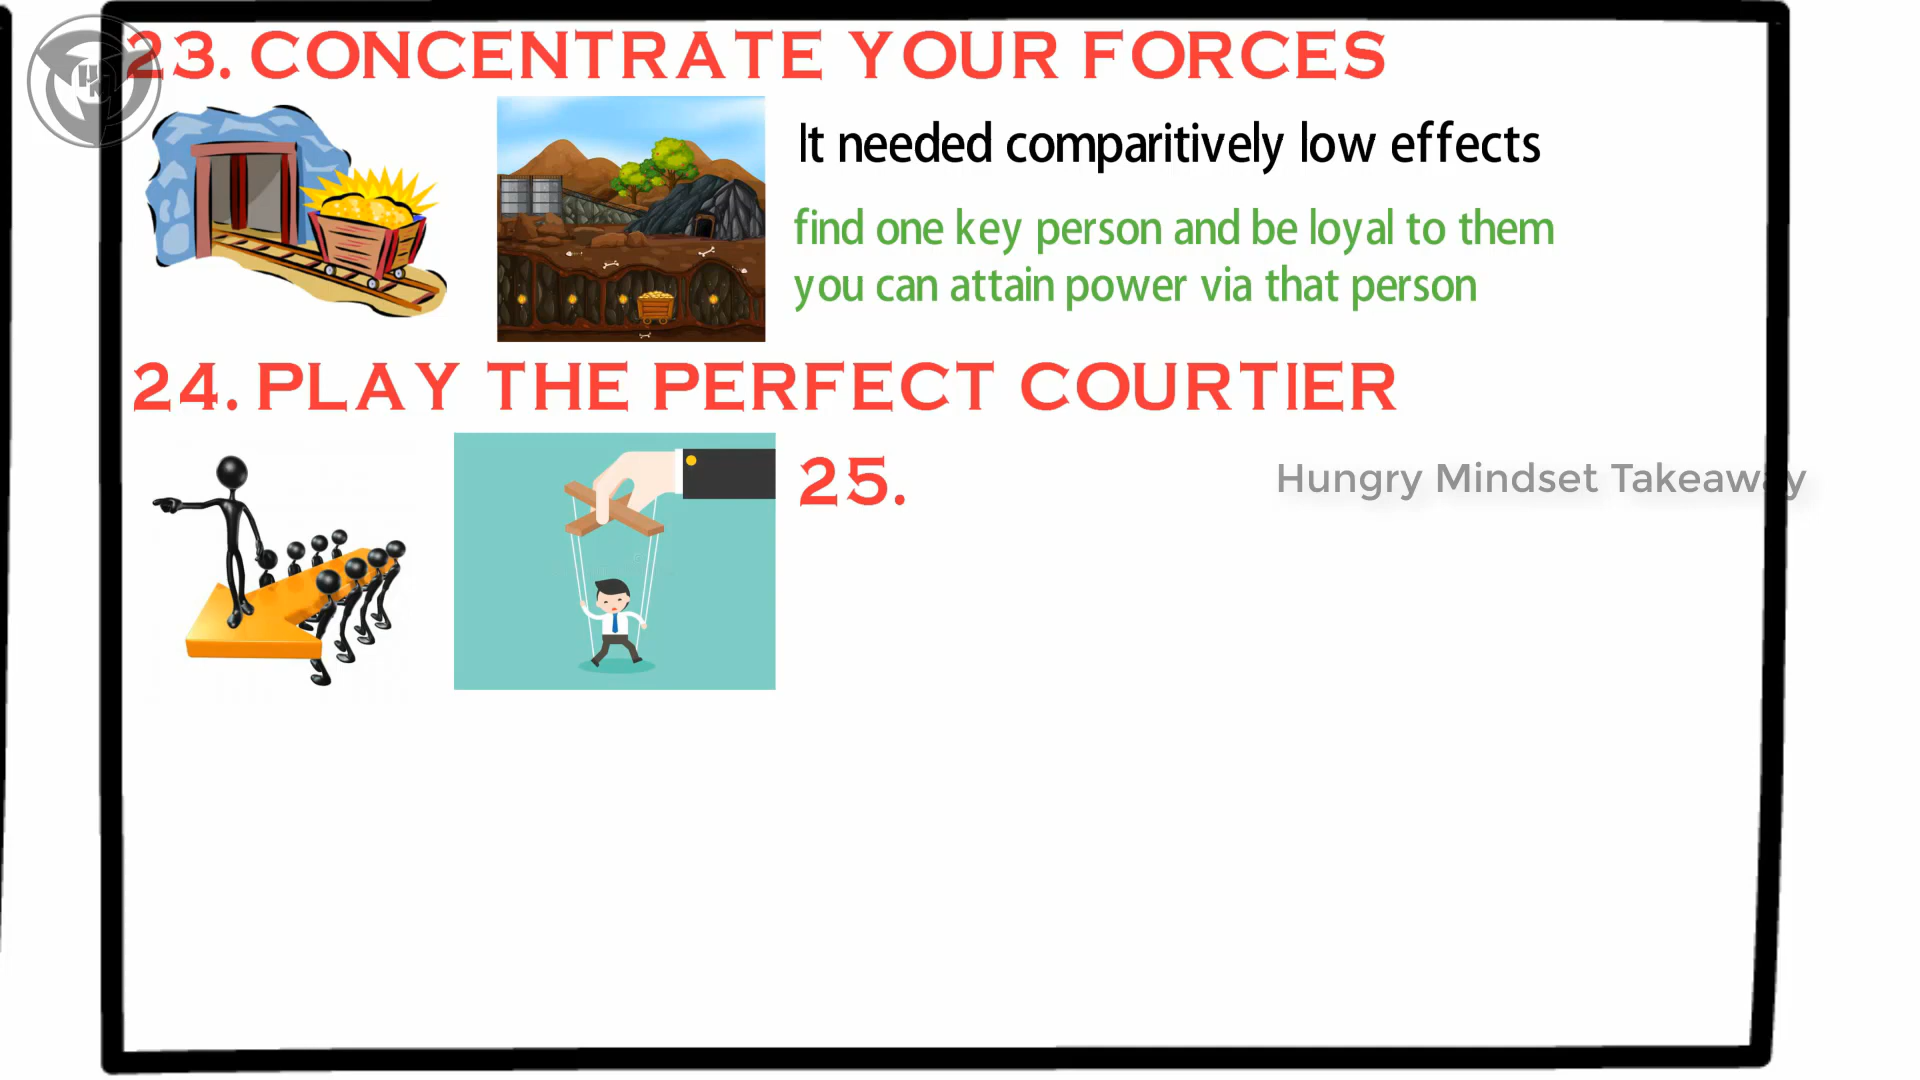 23. CONCENTRATE YOUR FORCES
It needed comparitively low effects
find one key person and be loyal to them
you can attain power via that person
24. PLAY THE PERFECT COURTIER
25.
Hungry Mindset Takeaway